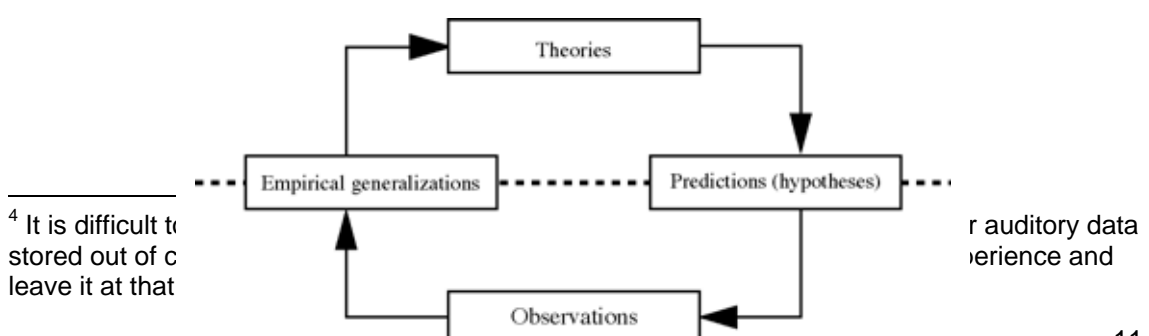 Theories
Empirical generalizations Predictions (hypotheses)
4 It is difficult r auditory data
stored out of and
leave it at that
Observations